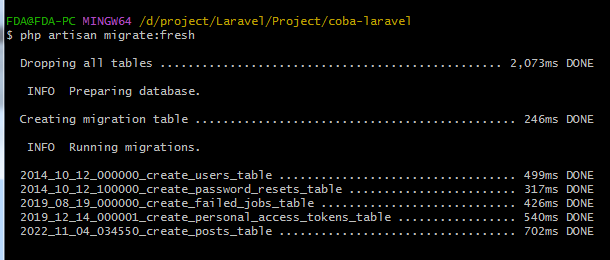 FDA@FDA-PC MINGW64 /d/project/Laravel/Project/coba-laravel
$ php artisan migrate:fresh
Dropping all tables ................................................. 2,073ms DONE
INFO  Preparing database.
Creating migration table .............................................. 246ms DONE
INFO  Running migrations.
2014_10_12_000000_create_users_table .................................. 499ms DONE
2014_10_12_100000_create_password_resets_table ........................ 317ms DONE
2019_08_19_000000_create_failed_jobs_table ............................ 426ms DONE
2019_12_14_000001_create_personal_access_tokens_table ................. 540ms DONE
2022_11_04_034550_create_posts_table .................................. 702ms DONE